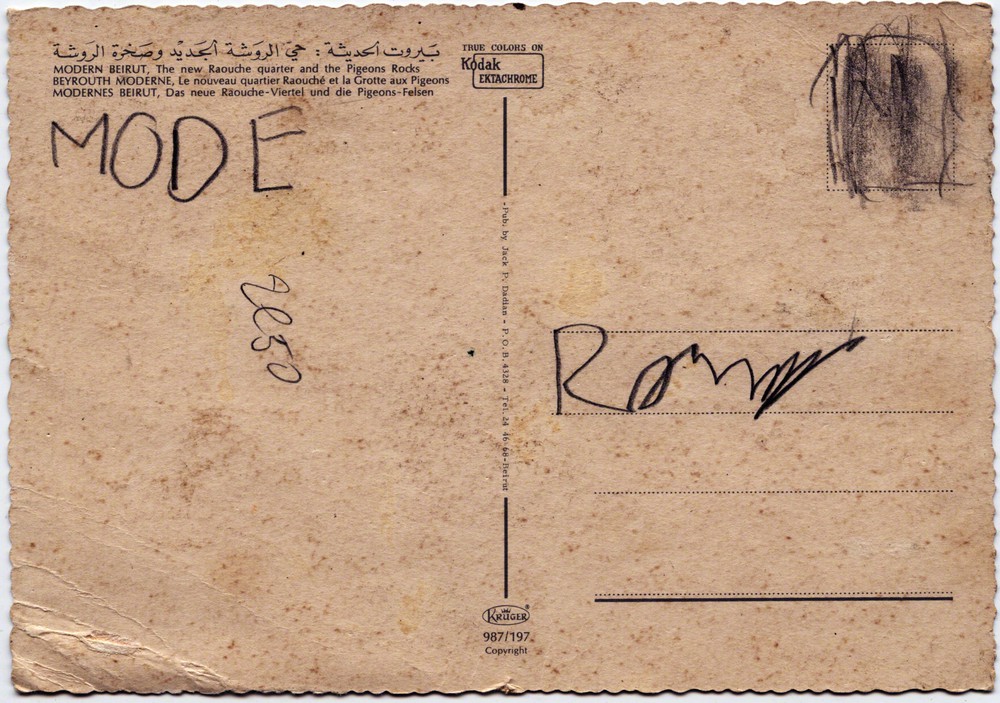 بيروت الحديثة : حي الروشة الجديد وصخرة الروشة
MODERN BEIRUT, The new Raouche quarter and the Pigeons Rocks
BEYROUTH MODERNE, Le nouveau quartier Raouché et la Grotte aux Pigeons
MODERNES BEIRUT, Das neue Raouche-Viertel und die Pigeons-Felsen
MODE
TRUE COLORS ON
Kodak
EKTACHROME
Pub. by Jack P. Dadian - P.O.B. 4328 - Tel. 24 46 68 - Beirut
KRÜGER
987/197
Copyright